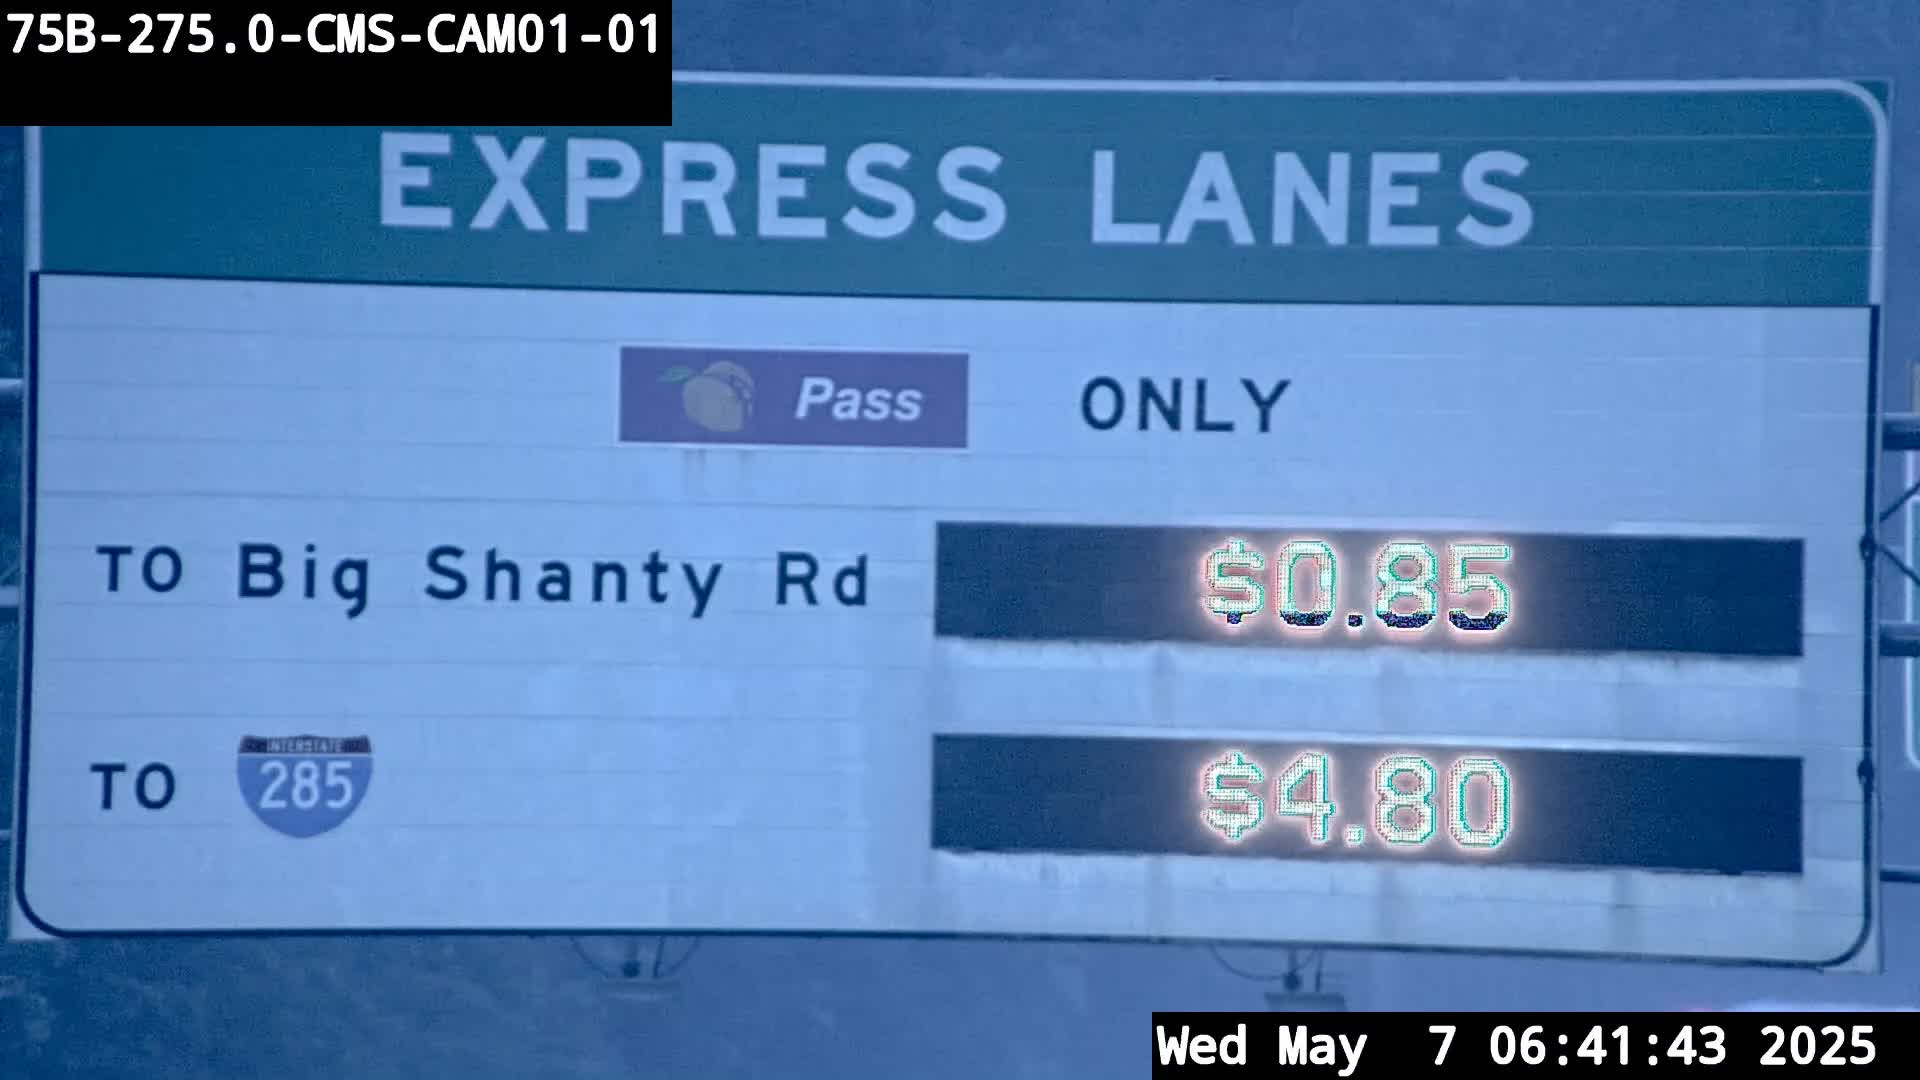 75B-275.0-CMS-CAM01-01
EXPRESS LANES
Pass ONLY
TO Big Shanty Rd $0.85
INTERSTATE
TO 285 $4.80
Wed May 7 06:41:43 2025